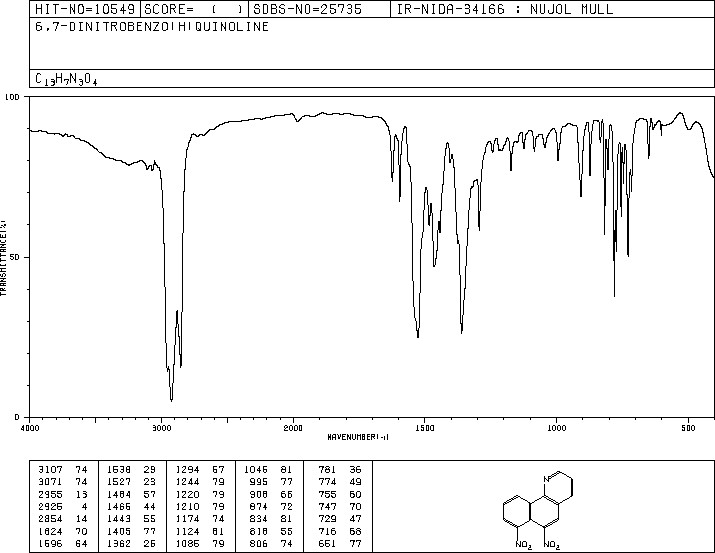 HIT-NO=10549 SCORE= ( ) SDBS-NO=25735 IR-NIDA-34166 : NUJOL MULL
6,7-DINITROBENZO(H)QUINOLINE
C13H7N3O4
100
50
0
TRANSMITTANCE(%)
4000 3000 2000 1500 1000 500
WAVENUMBER(-1)
3107 74 1538 29 1294 57 1046 81 781 36
3071 74 1527 23 1244 79 995 77 774 49
2955 13 1484 57 1220 79 908 66 755 60
2925 4 1466 44 1210 79 874 72 747 70
2854 14 1443 55 1174 74 834 81 729 47
1624 70 1405 77 1124 81 818 55 716 68
1596 64 1362 25 1085 79 806 74 651 77
N
NO2 NO2